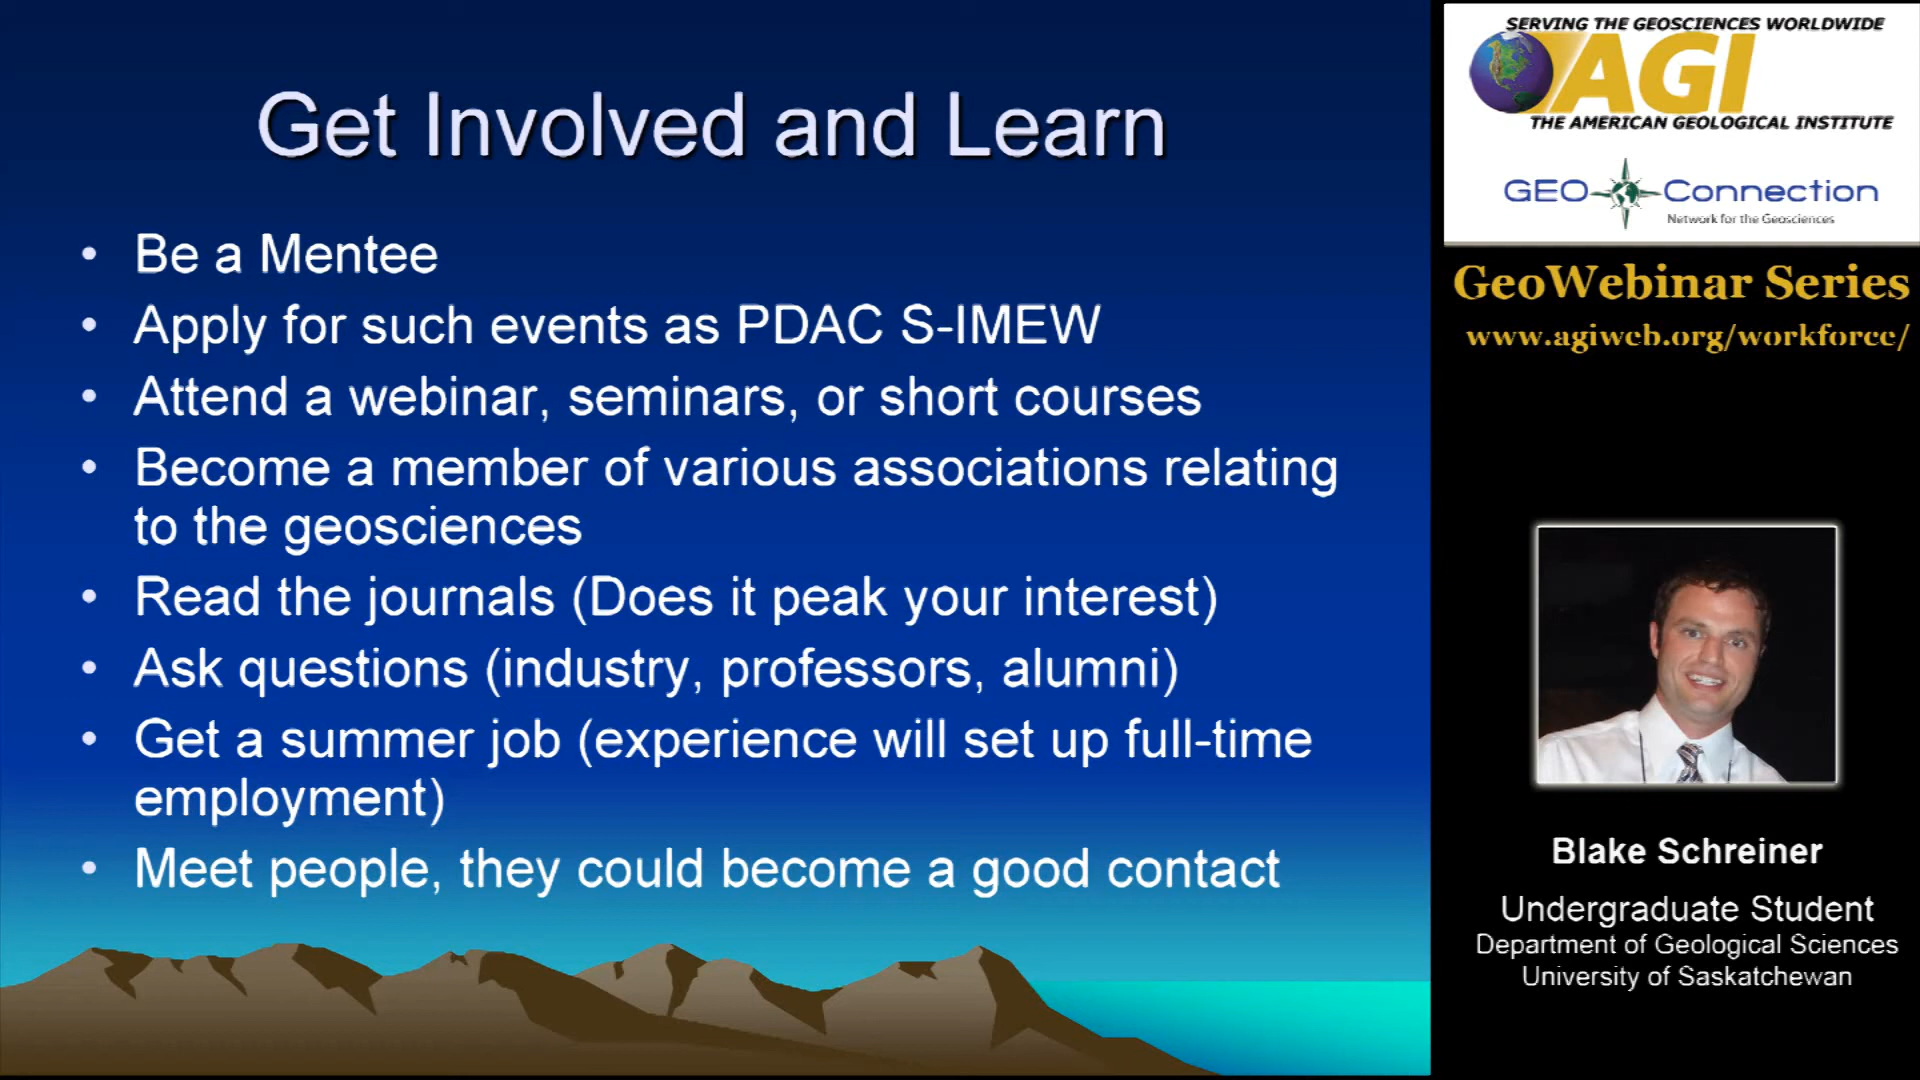 Get Involved and Learn
• Be a Mentee
• Apply for such events as PDAC S-IMEW
• Attend a webinar, seminars, or short courses
• Become a member of various associations relating
to the geosciences
• Read the journals (Does it peak your interest)
• Ask questions (industry, professors, alumni)
• Get a summer job (experience will set up full-time
employment)
• Meet people, they could become a good contact
SERVING THE GEOSCIENCES WORLDWIDE
AGI
THE AMERICAN GEOLOGICAL INSTITUTE
GEO Connection
Network for the Geosciences
GeoWebinar Series
www.agiweb.org/workforce/
Blake Schreiner
Undergraduate Student
Department of Geological Sciences
University of Saskatchewan